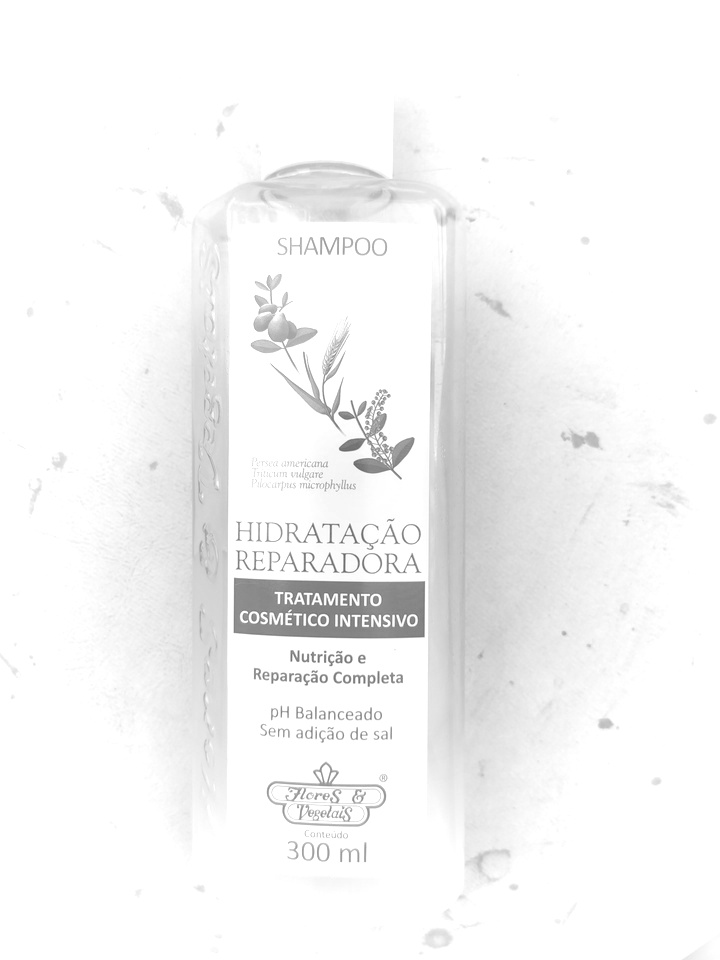 SHAMPOO
Persea americana
Triticum vulgare
Pilocarpus microphyllus
HIDRATAÇÃO
REPARADORA
TRATAMENTO
COSMÉTICO INTENSIVO
Nutrição e
Reparação Completa
pH Balanceado
Sem adição de sal
Flores &
Vegetais
®
Conteúdo
300 ml